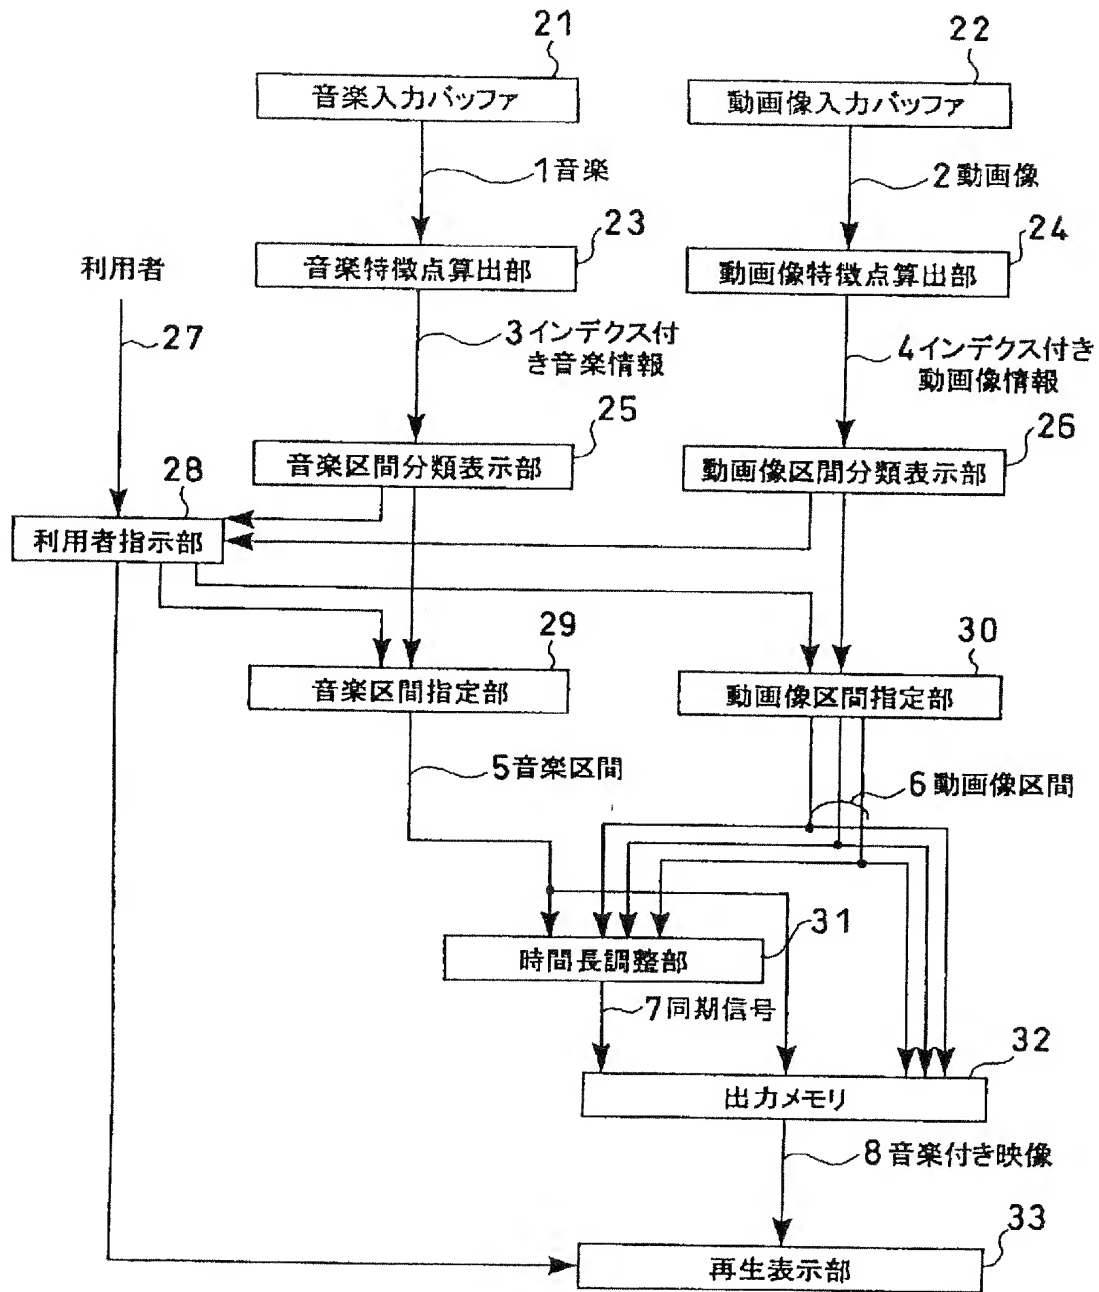 21
22
音楽入力バッファ
動画像入力バッファ
1 音楽
2 動画像
23
24
利用者
音楽特徴点算出部
動画像特徴点算出部
27
3 インデクス付
き音楽情報
4 インデクス付き
動画像情報
25
26
音楽区間分類表示部
動画像区間分類表示部
28
利用者指示部
29
30
音楽区間指定部
動画像区間指定部
5 音楽区間
6 動画像区間
31
時間長調整部
7 同期信号
32
出力メモリ
8 音楽付き映像
33
再生表示部